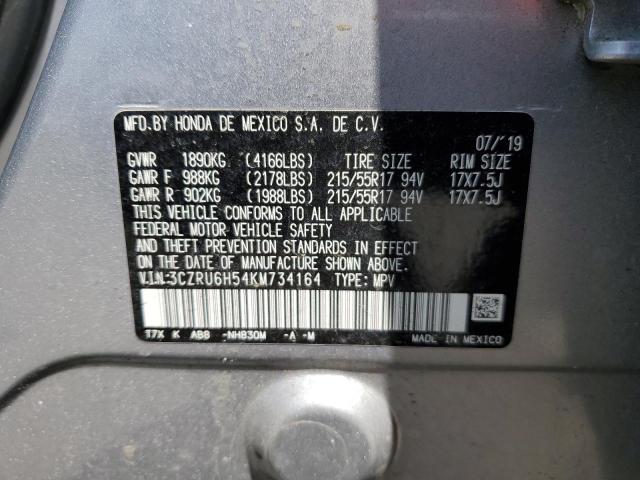 MFD.BY HONDA DE MEXICO S.A. DE C.V.
07/'19
GVWR 1890KG (4166LBS) TIRE SIZE RIM SIZE
GAWR F 988KG (2178LBS) 215/55R17 94V 17X7.5J
GAWR R 902KG (1988LBS) 215/55R17 94V 17X7.5J
THIS VEHICLE CONFORMS TO ALL APPLICABLE
FEDERAL MOTOR VEHICLE SAFETY
AND THEFT PREVENTION STANDARDS IN EFFECT
ON THE DATE OF MANUFACTURE SHOWN ABOVE.
V.I.N:3CZRU6H54KM734164 TYPE: MPV
17X K ABB -NH830M -A -M MADE IN MEXICO